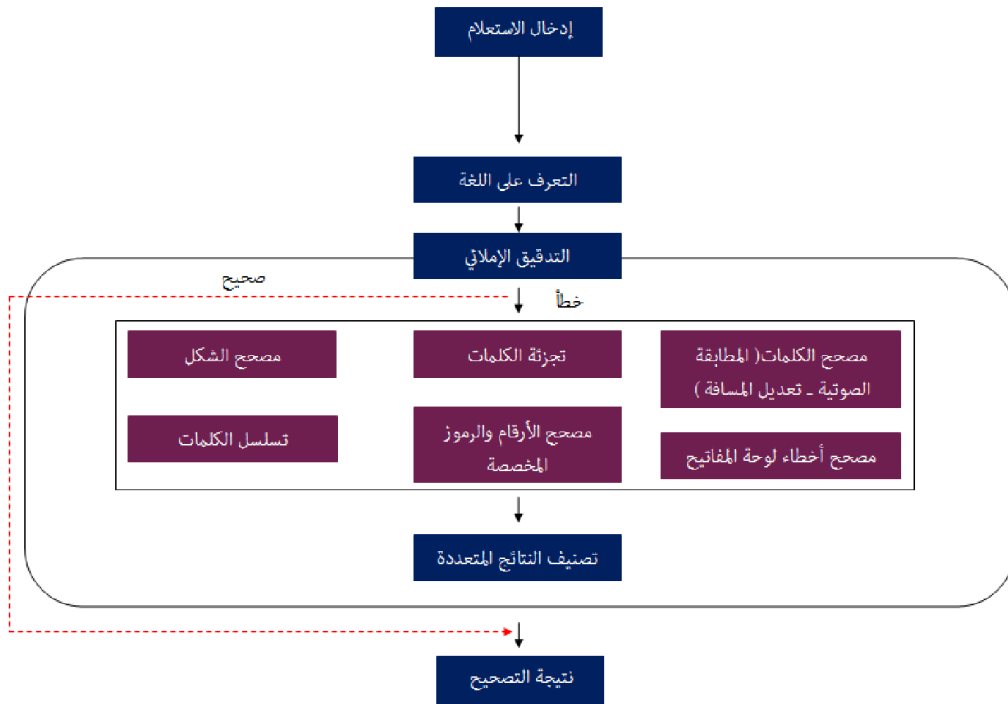 إدخال الاستعلام
التعرف على اللغة
التدقيق الإملائي
صحيح
خطأ
مصحح الكلمات( المطابقة
الصوتية ـ تعديل المسافة )
تجزئة الكلمات
مصحح الشكل
مصحح أخطاء لوحة المفاتيح
مصحح الأرقام والرموز
المخصصة
تسلسل الكلمات
تصنيف النتائج المتعددة
نتيجة التصحيح